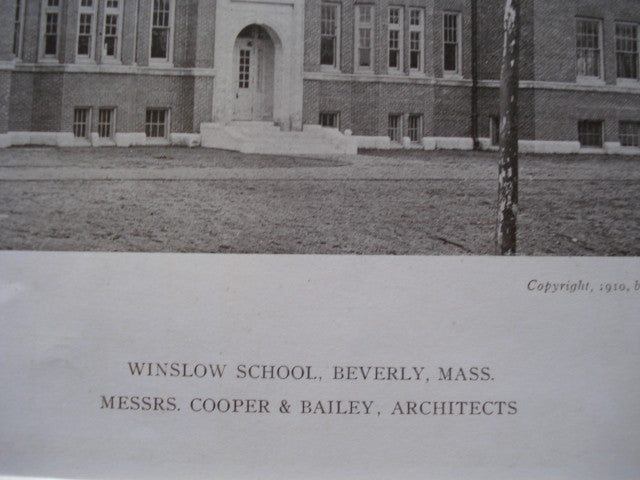 Copyright, 1910, b
WINSLOW SCHOOL, BEVERLY, MASS.
MESSRS. COOPER & BAILEY, ARCHITECTS